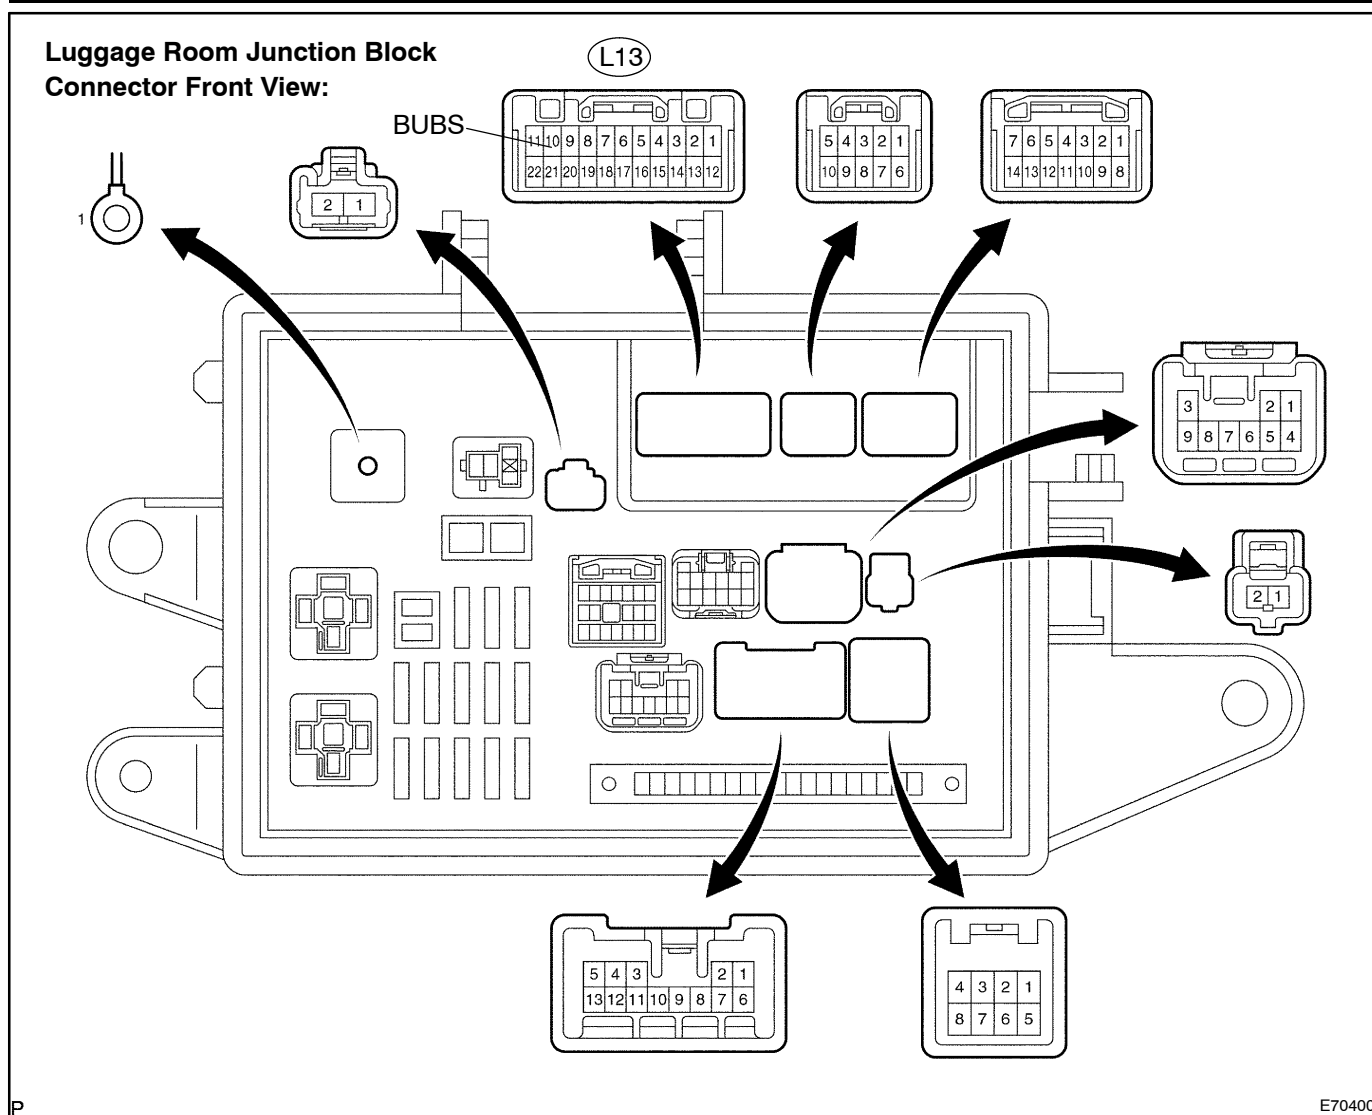 Luggage Room Junction Block
Connector Front View:
L13
BUBS
11 10 9 8 7 6 5 4 3 2 1
22 21 20 19 18 17 16 15 14 13 12
5 4 3 2 1
10 9 8 7 6
7 6 5 4 3 2 1
14 13 12 11 10 9 8
1
2 1
3 2 1
9 8 7 6 5 4
2 1
5 4 3 2 1
13 12 11 10 9 8 7 6
4 3 2 1
8 7 6 5
P
E70400